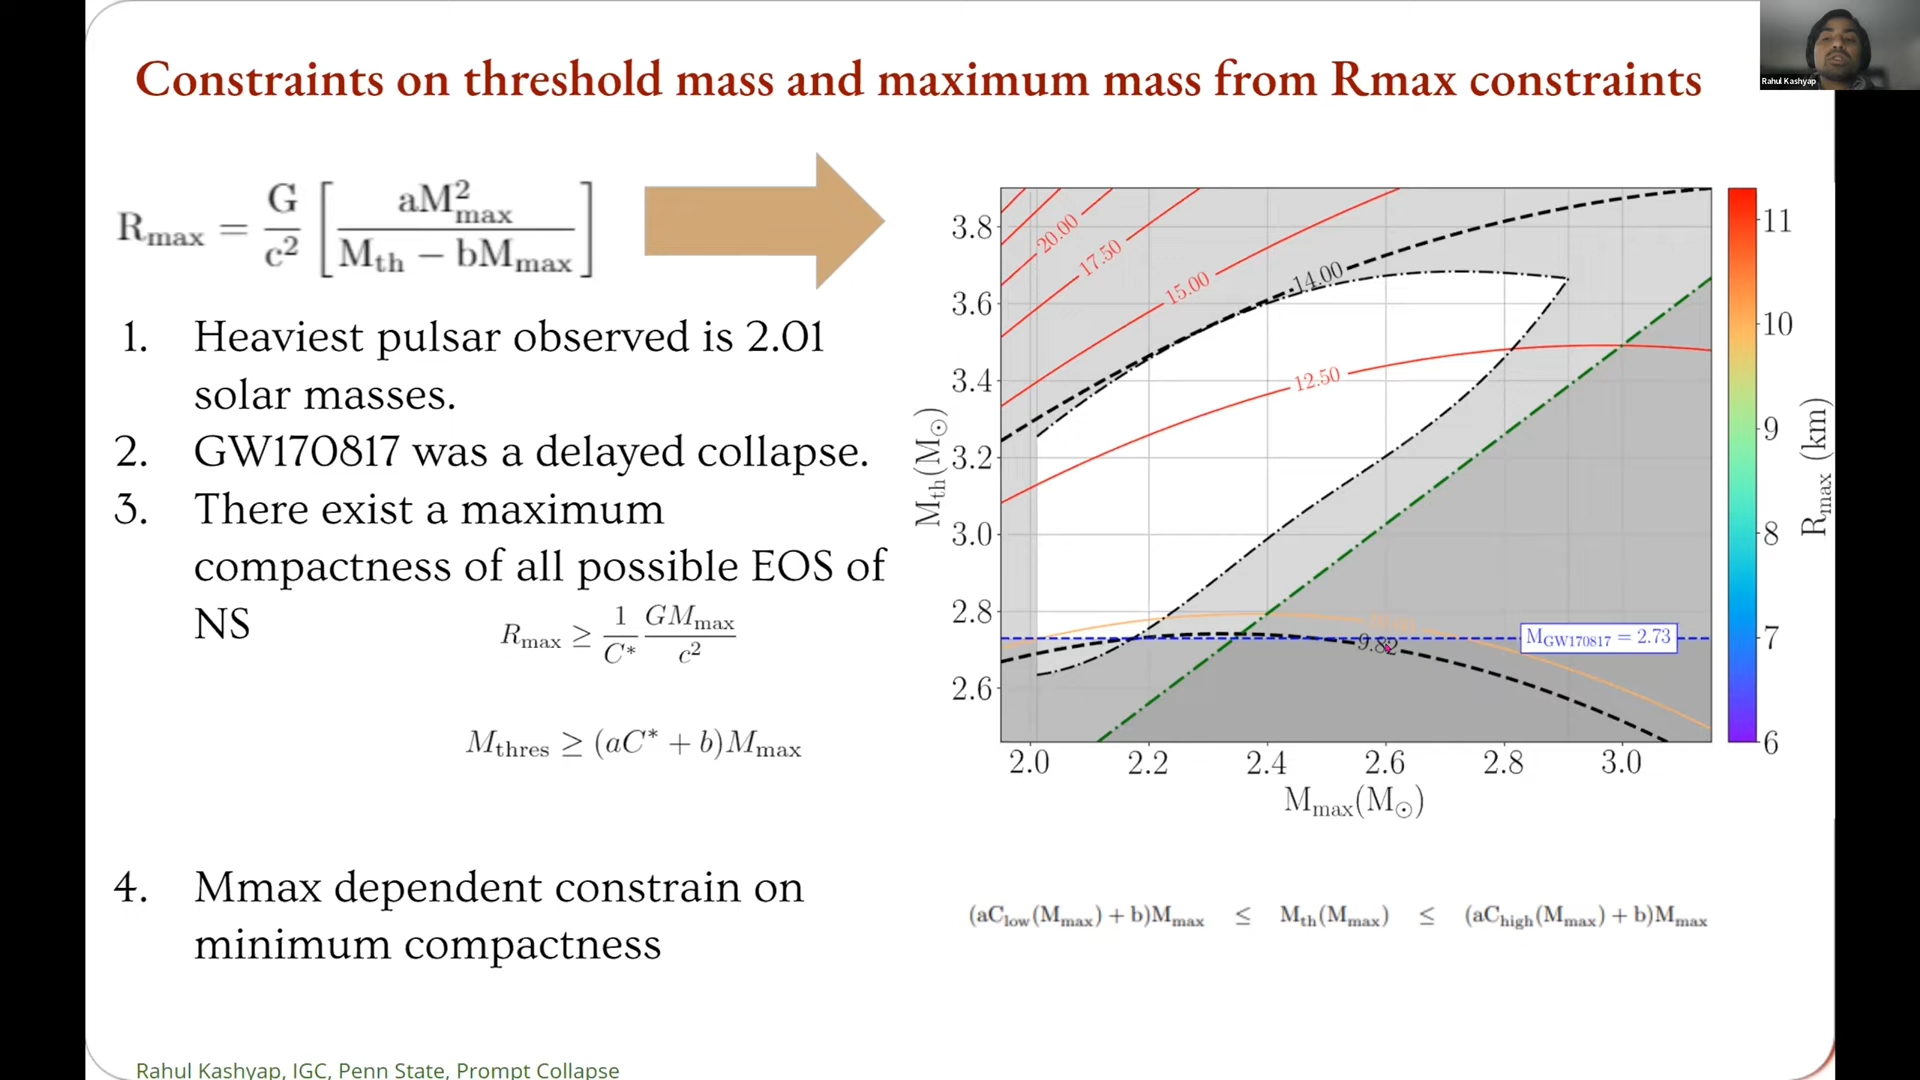 Rahul Kashyap
Constraints on threshold mass and maximum mass from Rmax constraints
R_max = G/c² [ aM²_max / (M_th − bM_max) ]
1. Heaviest pulsar observed is 2.01
solar masses.
2. GW170817 was a delayed collapse.
3. There exist a maximum
compactness of all possible EOS of
NS
R_max ≥ 1/C* GM_max/c²
M_thres ≥ (aC* + b)M_max
4. Mmax dependent constrain on
minimum compactness
M_th(M_⊙)
3.8
3.6
3.4
3.2
3.0
2.8
2.6
20.00
17.50
15.00
14.00
12.50
9.82
M_GW170817 = 2.73
2.0 2.2 2.4 2.6 2.8 3.0
M_max(M_⊙)
11
10
9
8
7
6
R_max (km)
(aC_low(M_max) + b)M_max ≤ M_th(M_max) ≤ (aC_high(M_max) + b)M_max
Rahul Kashyap, IGC, Penn State, Prompt Collapse